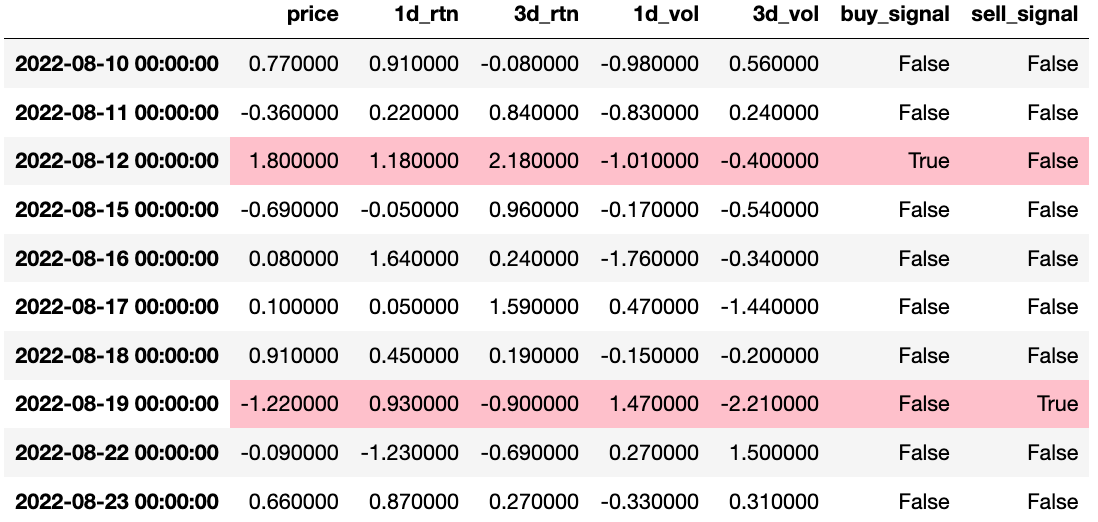 price 1d_rtn 3d_rtn 1d_vol 3d_vol buy_signal sell_signal
2022-08-10 00:00:00 0.770000 0.910000 -0.080000 -0.980000 0.560000 False False
2022-08-11 00:00:00 -0.360000 0.220000 0.840000 -0.830000 0.240000 False False
2022-08-12 00:00:00 1.800000 1.180000 2.180000 -1.010000 -0.400000 True False
2022-08-15 00:00:00 -0.690000 -0.050000 0.960000 -0.170000 -0.540000 False False
2022-08-16 00:00:00 0.080000 1.640000 0.240000 -1.760000 -0.340000 False False
2022-08-17 00:00:00 0.100000 0.050000 1.590000 0.470000 -1.440000 False False
2022-08-18 00:00:00 0.910000 0.450000 0.190000 -0.150000 -0.200000 False False
2022-08-19 00:00:00 -1.220000 0.930000 -0.900000 1.470000 -2.210000 False True
2022-08-22 00:00:00 -0.090000 -1.230000 -0.690000 0.270000 1.500000 False False
2022-08-23 00:00:00 0.660000 0.870000 0.270000 -0.330000 0.310000 False False